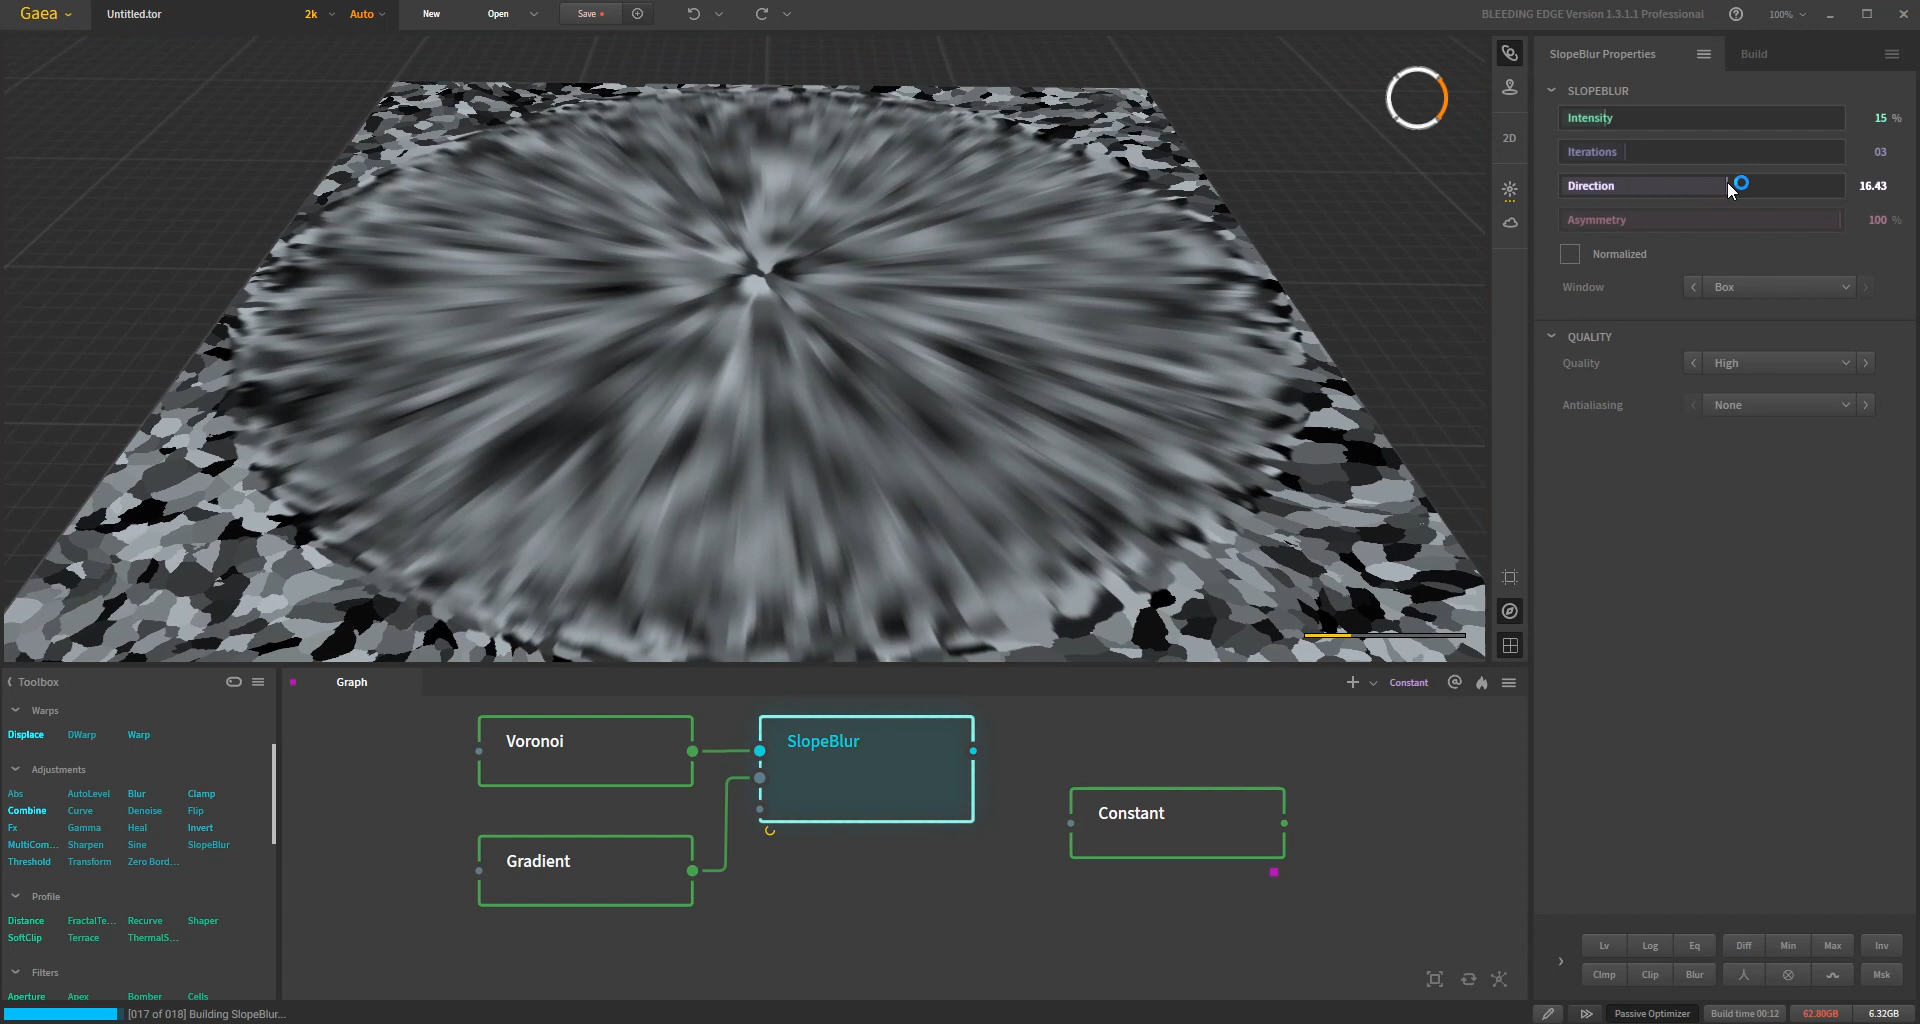 Gaea
Untitled.tor
2k
Auto
New
Open
Save
BLEEDING EDGE Version 1.3.1.1 Professional
100%
SlopeBlur Properties
Build
SLOPEBLUR
Intensity 15 %
Iterations 03
Direction 16.43
Asymmetry 100 %
Normalized
Window Box
QUALITY
Quality High
Antialiasing None
2D
Toolbox
Warps
Displace DWarp Warp
Adjustments
Abs AutoLevel Blur Clamp
Combine Curve Denoise Flip
Fx Gamma Heal Invert
MultiCom... Sharpen Sine SlopeBlur
Threshold Transform Zero Bord...
Profile
Distance FractalTe... Recurve Shaper
SoftClip Terrace ThermalS...
Filters
Aperture Apex Bomber Cells
Graph
Constant
Voronoi
SlopeBlur
Constant
Gradient
Lv Log Eq Diff Min Max Inv
Clmp Clip Blur Msk
[017 of 018] Building SlopeBlur...
Passive Optimizer
Build time 00:12
62.80GB
6.32GB